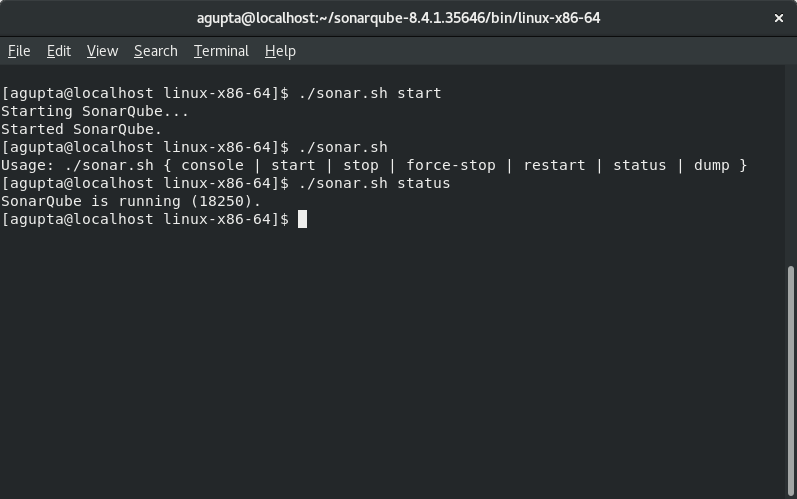 agupta@localhost:~/sonarqube-8.4.1.35646/bin/linux-x86-64
File Edit View Search Terminal Help
[agupta@localhost linux-x86-64]$ ./sonar.sh start
Starting SonarQube...
Started SonarQube.
[agupta@localhost linux-x86-64]$ ./sonar.sh
Usage: ./sonar.sh { console | start | stop | force-stop | restart | status | dump }
[agupta@localhost linux-x86-64]$ ./sonar.sh status
SonarQube is running (18250).
[agupta@localhost linux-x86-64]$